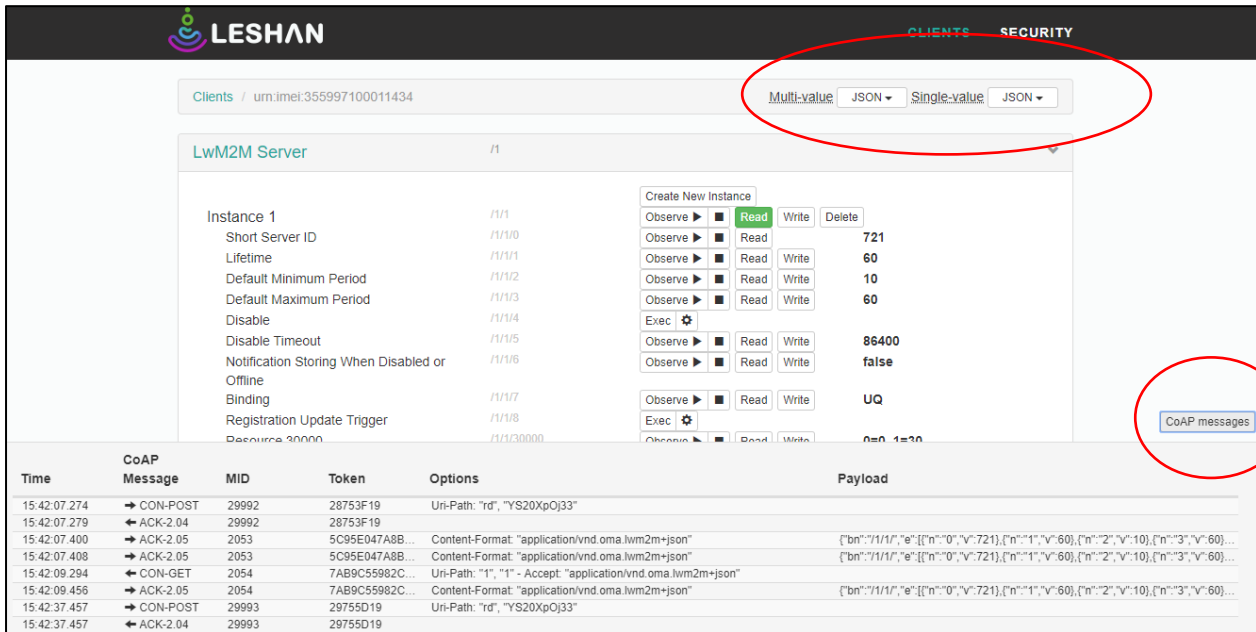 LESHAN
CLIENTS SECURITY
Clients / urn:imei:355997100011434 Multi-value JSON Single-value JSON
LwM2M Server /1
Create New Instance
Instance 1 /1/1 Observe Read Write Delete
Short Server ID /1/1/0 Observe Read 721
Lifetime /1/1/1 Observe Read Write 60
Default Minimum Period /1/1/2 Observe Read Write 10
Default Maximum Period /1/1/3 Observe Read Write 60
Disable /1/1/4 Exec
Disable Timeout /1/1/5 Observe Read Write 86400
Notification Storing When Disabled or /1/1/6 Observe Read Write false
Offline
Binding /1/1/7 Observe Read Write UQ
Registration Update Trigger /1/1/8 Exec
CoAP messages
Resource 30000 /1/1/30000 Observe Read Write 0=0, 1=30
Time CoAP Message MID Token Options Payload
15:42:07.274 → CON-POST 29992 28753F19 Uri-Path: "rd", "YS20XpOj33"
15:42:07.279 ← ACK-2.04 29992 28753F19
15:42:07.400 → ACK-2.05 2053 5C95E047A8B... Content-Format: "application/vnd.oma.lwm2m+json" {"bn":"/1/1/","e":[{"n":"0","v":721},{"n":"1","v":60},{"n":"2","v":10},{"n":"3","v":60}...
15:42:07.408 → ACK-2.05 2053 5C95E047A8B... Content-Format: "application/vnd.oma.lwm2m+json" {"bn":"/1/1/","e":[{"n":"0","v":721},{"n":"1","v":60},{"n":"2","v":10},{"n":"3","v":60}...
15:42:09.294 ← CON-GET 2054 7AB9C55982C... Uri-Path: "1", "1" - Accept: "application/vnd.oma.lwm2m+json"
15:42:09.456 → ACK-2.05 2054 7AB9C55982C... Content-Format: "application/vnd.oma.lwm2m+json" {"bn":"/1/1/","e":[{"n":"0","v":721},{"n":"1","v":60},{"n":"2","v":10},{"n":"3","v":60}...
15:42:37.457 → CON-POST 29993 29755D19 Uri-Path: "rd", "YS20XpOj33"
15:42:37.457 ← ACK-2.04 29993 29755D19